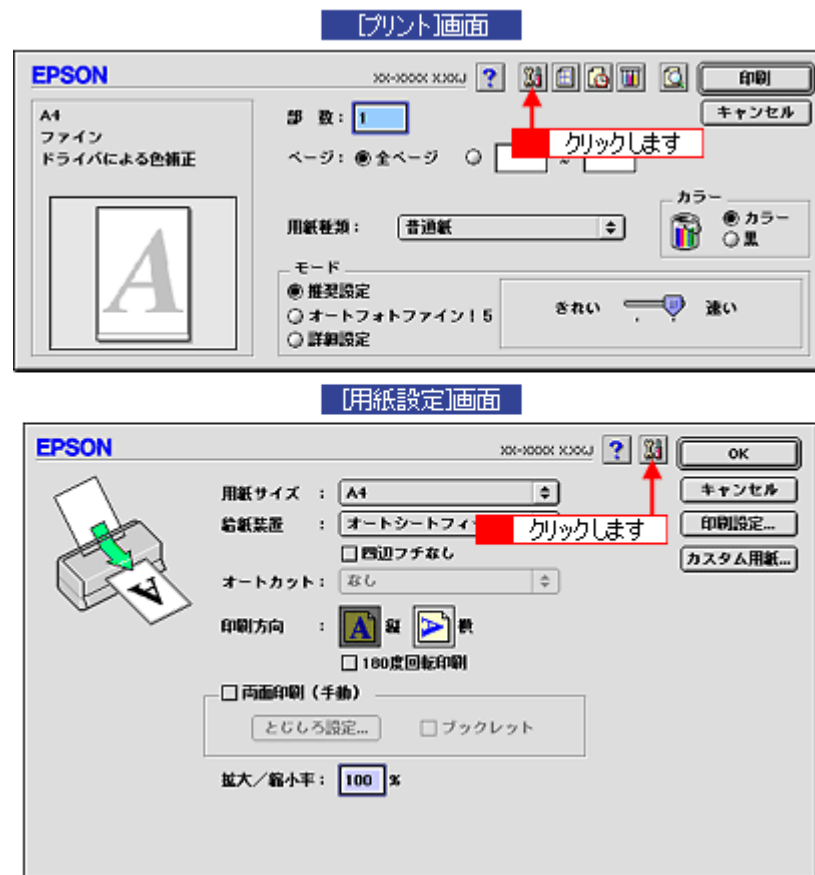 [プリント]画面
EPSON
XX-XXXX X.XXﾑJ ?
印刷
キャンセル
A4
ファイン
ドライバによる色補正
部 数: 1
クリックします
ページ: 全ページ ~
用紙種類: 普通紙
カラー
カラー
黒
A
モード
推奨設定
オートフォトファイン!5
詳細設定
きれい 速い
[用紙設定]画面
EPSON
?
OK
キャンセル
印刷設定...
カスタム用紙...
用紙サイズ : A4
給紙装置 : オートシートフィ
クリックします
四辺フチなし
オートカット: なし
印刷方向 : A 縦 A 横
180度回転印刷
両面印刷(手動)
とじしろ設定... ブックレット
拡大/縮小率: 100 %
A